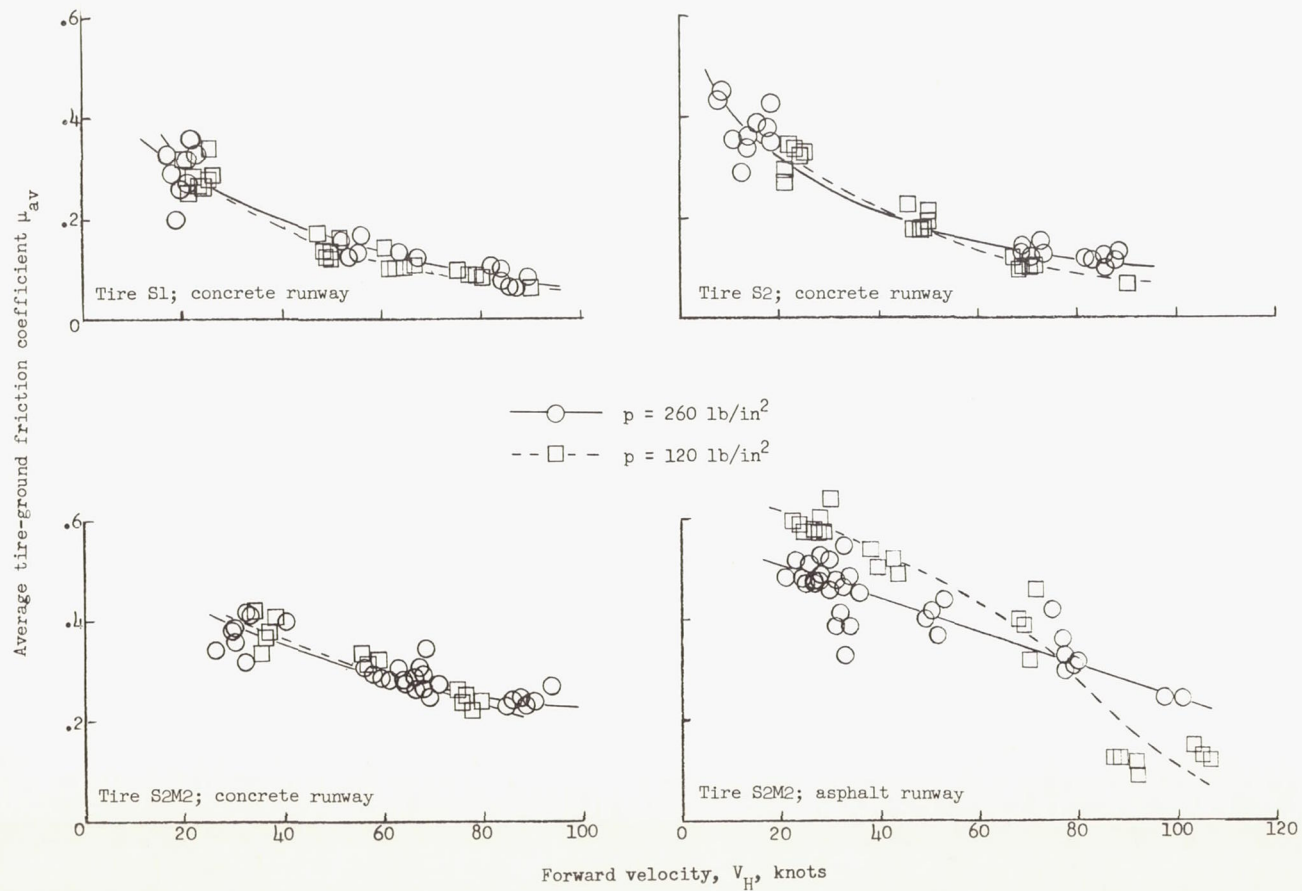 Average tire-ground friction coefficient μav
.6
.4
.2
0
Tire S1; concrete runway
Tire S2; concrete runway
p = 260 lb/in2
p = 120 lb/in2
.6
.4
.2
Tire S2M2; concrete runway
Tire S2M2; asphalt runway
0 20 40 60 80 100
0 20 40 60 80 100 120
Forward velocity, VH, knots